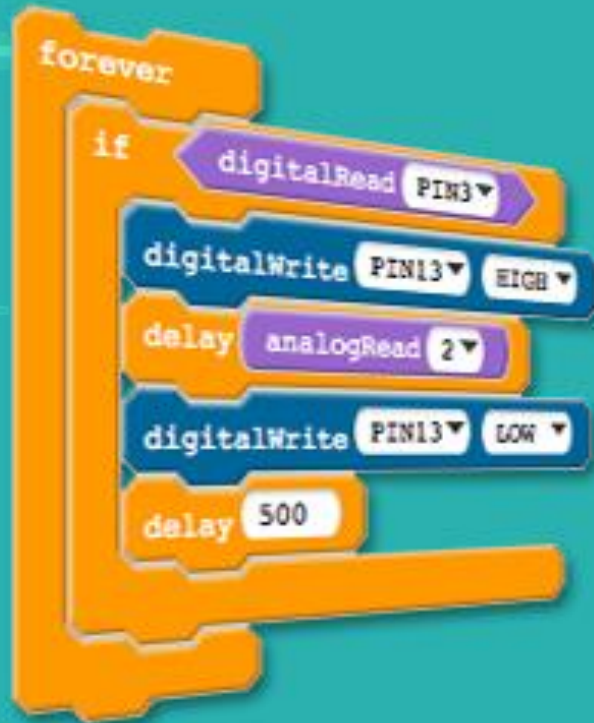 forever
if digitalRead PIN3
digitalWrite PIN13 HIGH
delay analogRead 2
digitalWrite PIN13 LOW
delay 500